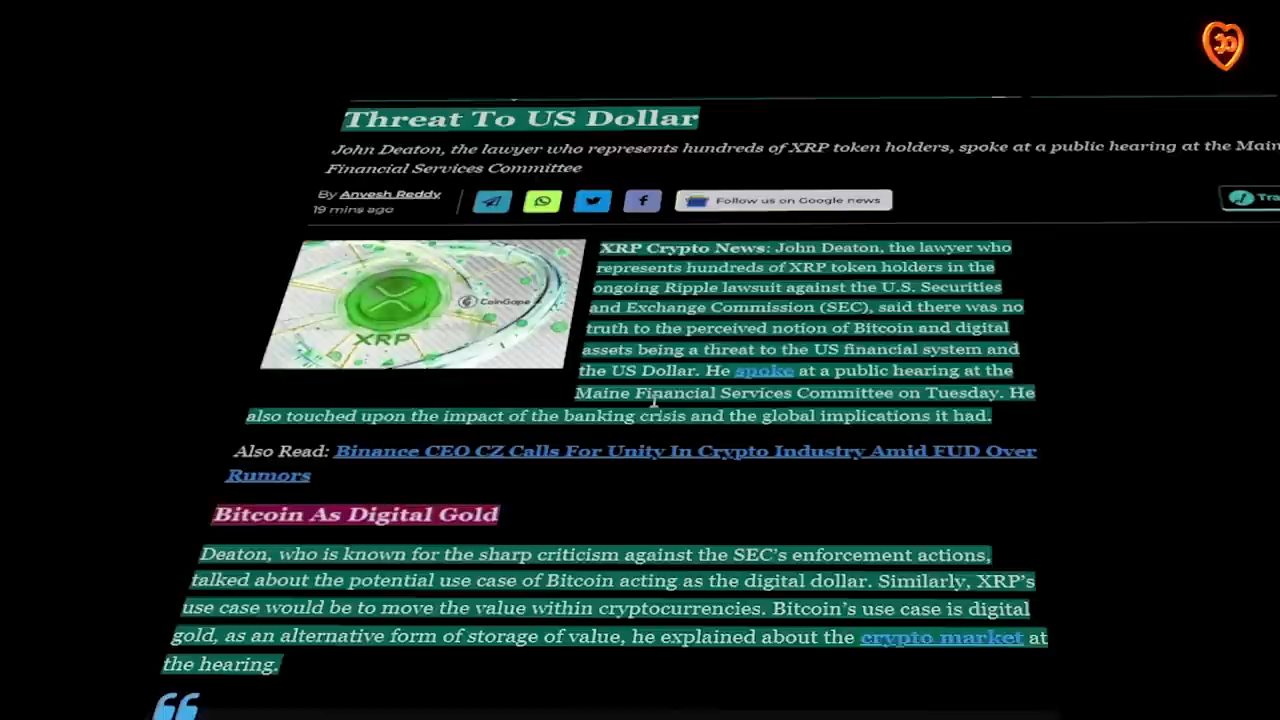 Threat To US Dollar
John Deaton, the lawyer who represents hundreds of XRP token holders, spoke at a public hearing at the
Financial Services Committee
By Anvesh Reddy
19 mins ago
Follow us on Google news
XRP Crypto News: John Deaton, the lawyer who
represents hundreds of XRP token holders in the
ongoing Ripple lawsuit against the U.S. Securities
and Exchange Commission (SEC), said there was no
truth to the perceived notion of Bitcoin and digital
assets being a threat to the US financial system and
the US Dollar. He spoke at a public hearing at the
Maine Financial Services Committee on Tuesday. He
also touched upon the impact of the banking crisis and the global implications it had.
CoinGape
XRP
Also Read: Binance CEO CZ Calls For Unity In Crypto Industry Amid FUD Over
Rumors
Bitcoin As Digital Gold
Deaton, who is known for the sharp criticism against the SEC's enforcement actions,
talked about the potential use case of Bitcoin acting as the digital dollar. Similarly, XRP's
use case would be to move the value within cryptocurrencies. Bitcoin's use case is digital
gold, as an alternative form of storage of value, he explained about the crypto market at
the hearing.